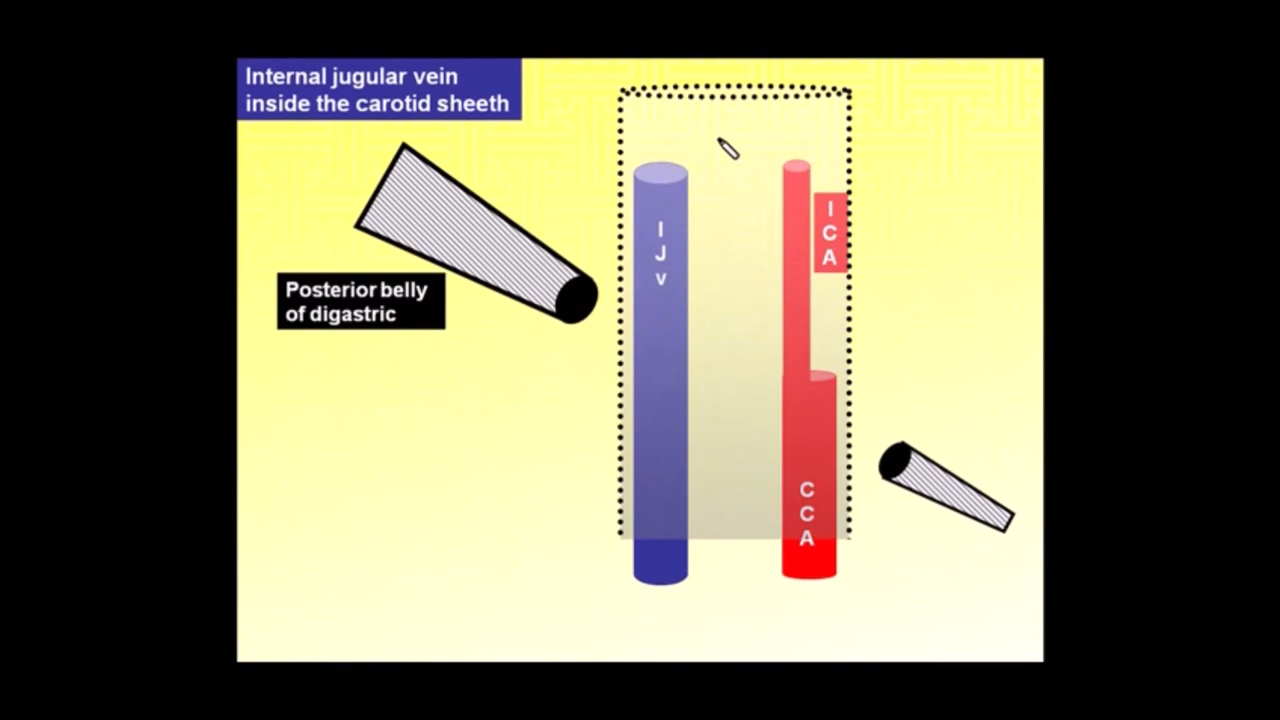 Internal jugular vein
inside the carotid sheeth
I
J
v
I
C
A
Posterior belly
of digastric
C
C
A